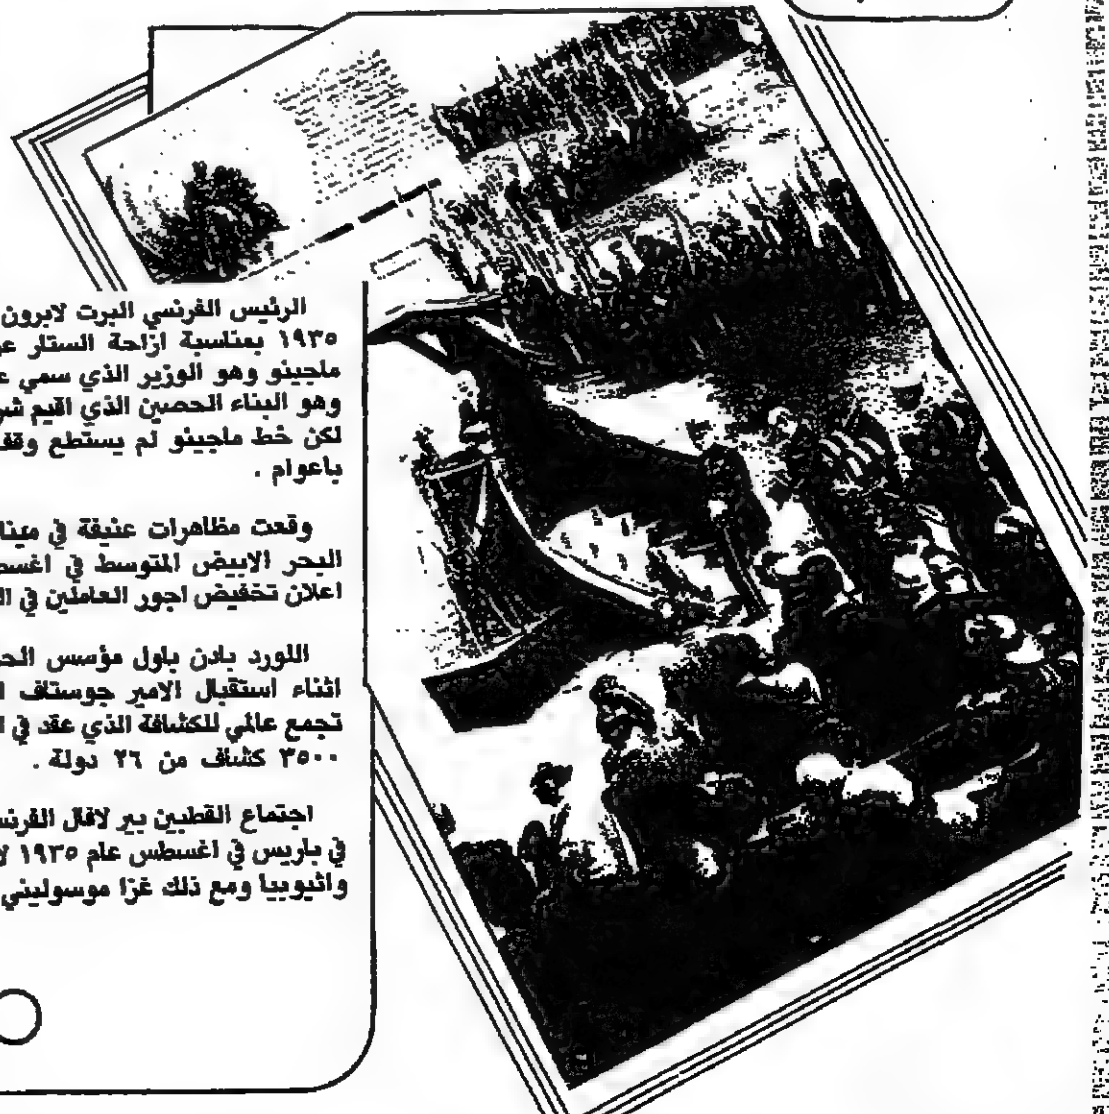 الرئيس الفرنسي البرت لابرون
١٩٣٥ بمناسبة ازاحة الستار عن
ماجينو وهو الوزير الذي سمي
وهو البناء الحصين الذي اقيم
لكن خط ماجينو لم يستطع وقف
باعوام .
وقعت مظاهرات عنيفة في
البحر الابيض المتوسط في
اعلان تخفيض اجور العاملين في
اللورد بادن باول مؤسس
اثناء استقبال الامير جوستاف
تجمع عالمي للكشافة الذي عقد في
٣٥٠٠ كشاف من ٢٦ دولة .
اجتماع القطبين بير لافال
في باريس في اغسطس عام ١٩٣٥
واثيوبيا ومع ذلك غزا موسوليني